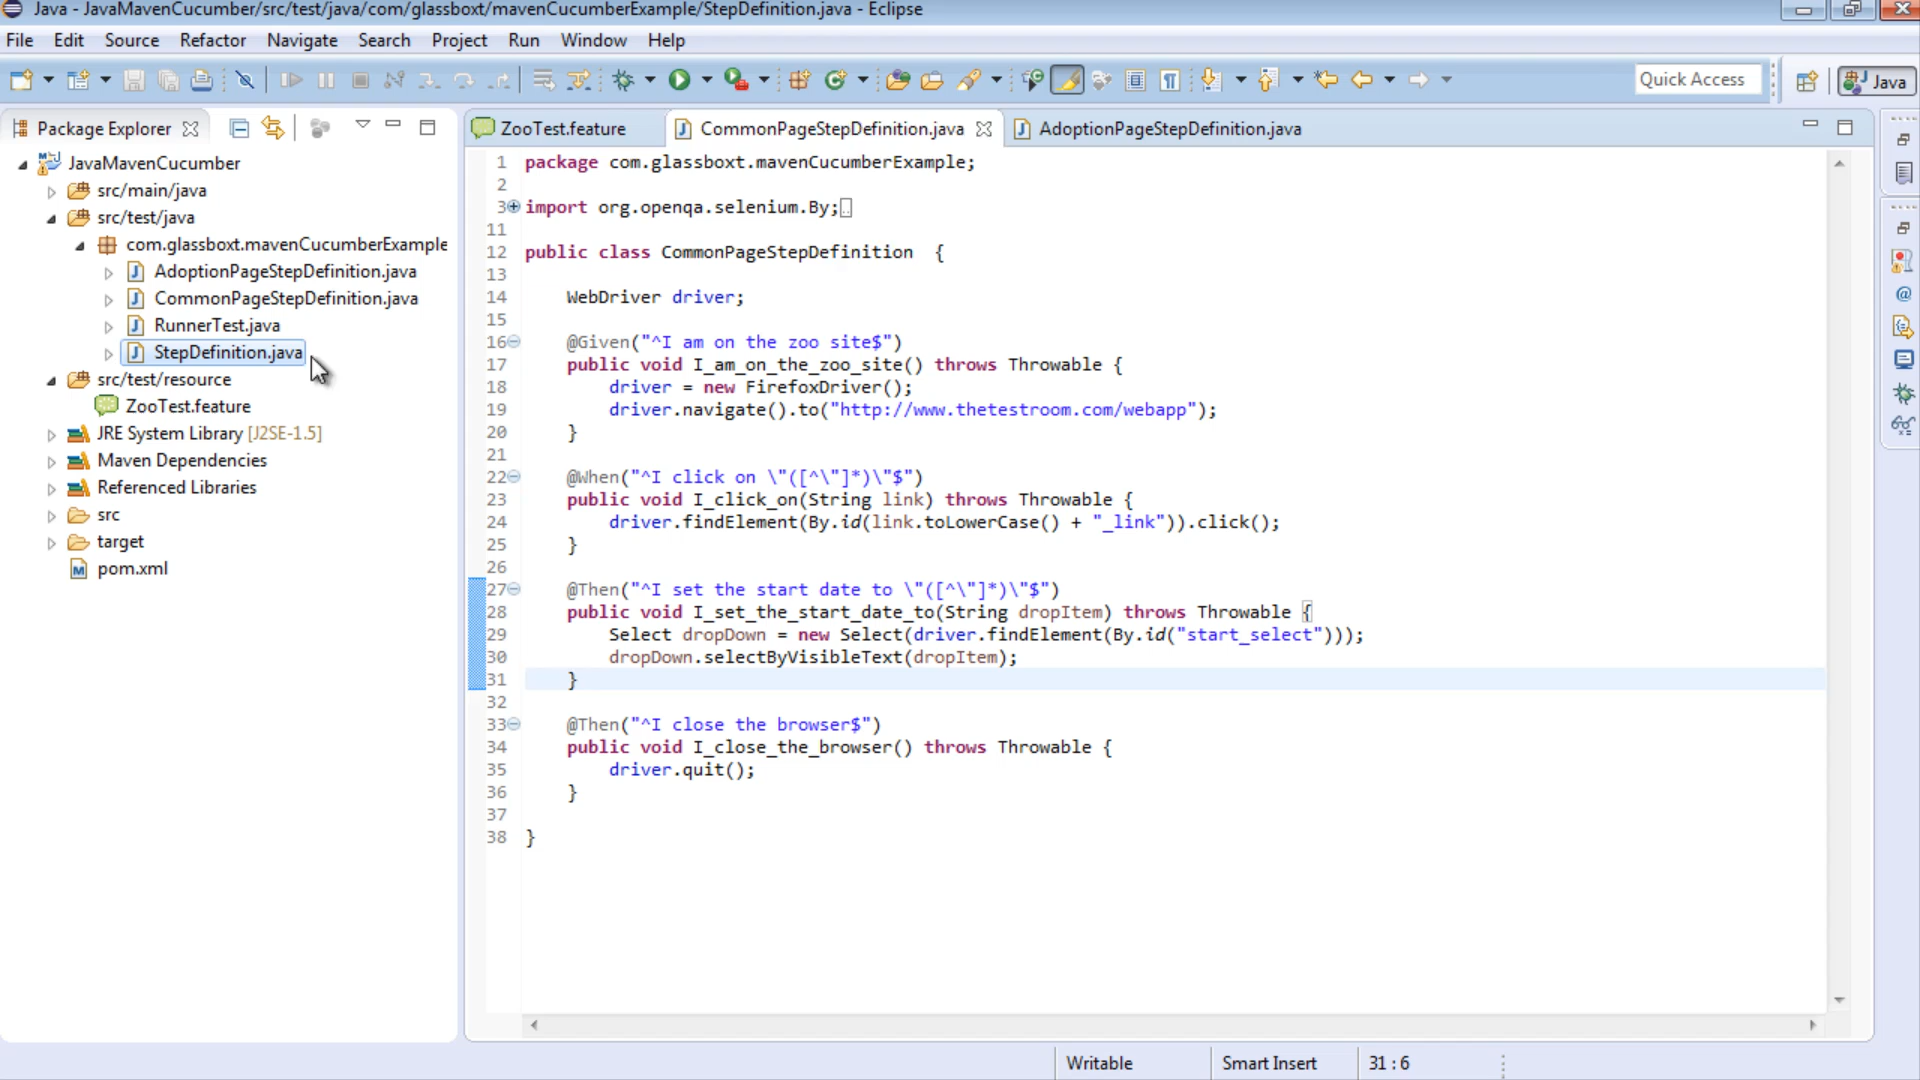 Java - JavaMavenCucumber/src/test/java/com/glassboxt/mavenCucumberExample/StepDefinition.java - Eclipse
File Edit Source Refactor Navigate Search Project Run Window Help
Quick Access
Java
Package Explorer
JavaMavenCucumber
src/main/java
src/test/java
com.glassboxt.mavenCucumberExample
AdoptionPageStepDefinition.java
CommonPageStepDefinition.java
RunnerTest.java
StepDefinition.java
src/test/resource
ZooTest.feature
JRE System Library [J2SE-1.5]
Maven Dependencies
Referenced Libraries
src
target
pom.xml
ZooTest.feature CommonPageStepDefinition.java AdoptionPageStepDefinition.java
1 package com.glassboxt.mavenCucumberExample;
2
3 import org.openqa.selenium.By;
11
12 public class CommonPageStepDefinition  {
13
14 WebDriver driver;
15
16 @Given("^I am on the zoo site$")
17 public void I_am_on_the_zoo_site() throws Throwable {
18 driver = new FirefoxDriver();
19 driver.navigate().to("http://www.thetestroom.com/webapp");
20 }
21
22 @When("^I click on \"([^\"]*)\"$")
23 public void I_click_on(String link) throws Throwable {
24 driver.findElement(By.id(link.toLowerCase() + "_link")).click();
25 }
26
27 @Then("^I set the start date to \"([^\"]*)\"$")
28 public void I_set_the_start_date_to(String dropItem) throws Throwable {
29 Select dropDown = new Select(driver.findElement(By.id("start_select")));
30 dropDown.selectByVisibleText(dropItem);
31 }
32
33 @Then("^I close the browser$")
34 public void I_close_the_browser() throws Throwable {
35 driver.quit();
36 }
37
38 }
Writable Smart Insert 31 : 6